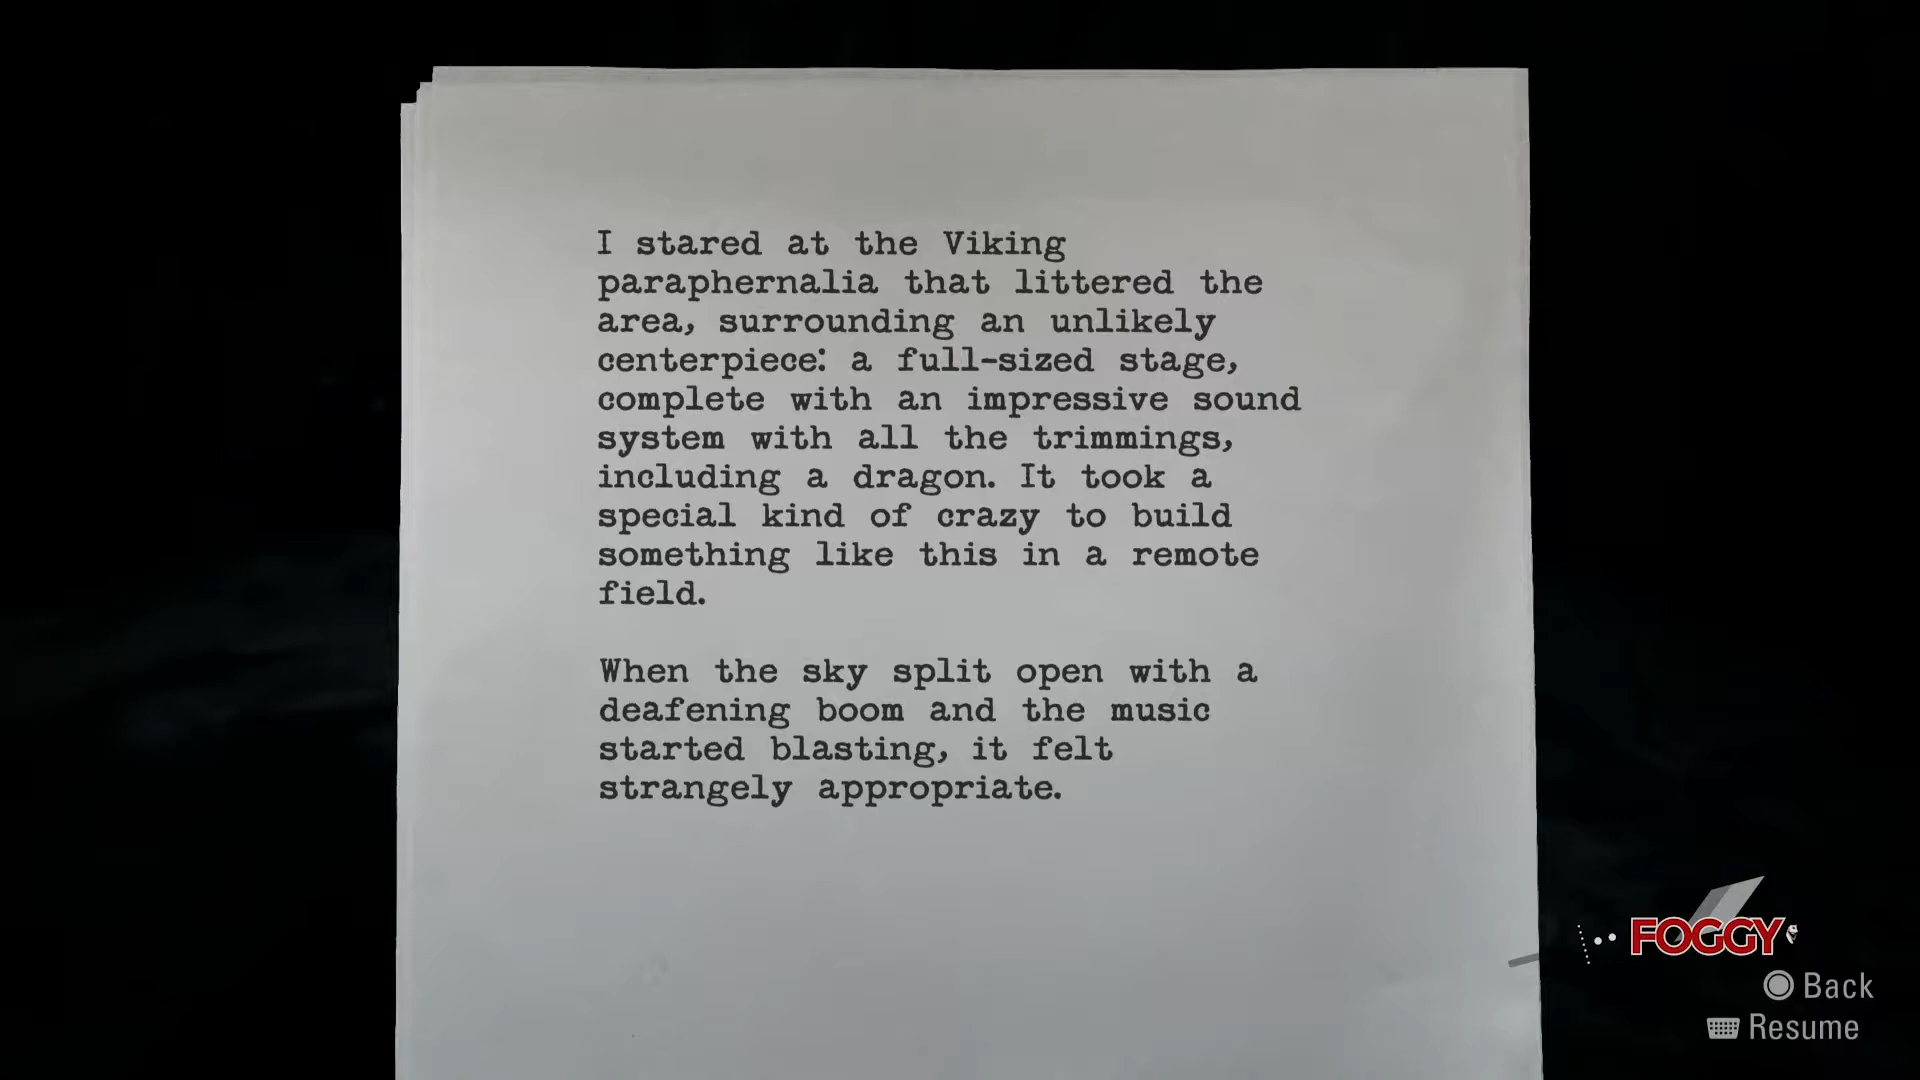 I stared at the Viking
paraphernalia that littered the
area, surrounding an unlikely
centerpiece: a full-sized stage,
complete with an impressive sound
system with all the trimmings,
including a dragon. It took a
special kind of crazy to build
something like this in a remote
field.
When the sky split open with a
deafening boom and the music
started blasting, it felt
strangely appropriate.
FOGGY
Back
Resume